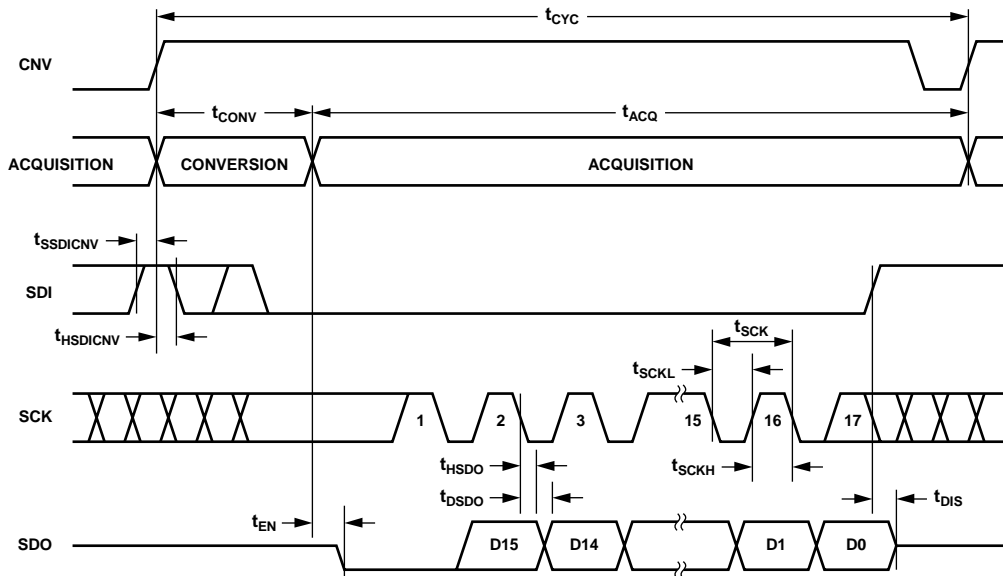 tCYC
CNV
tCONV
tACQ
ACQUISITION
CONVERSION
ACQUISITION
tSSDICNV
SDI
tHSDICNV
tSCK
tSCKL
SCK
1
2
3
15
16
17
tHSDO
tSCKH
tDSDO
tDIS
tEN
SDO
D15
D14
D1
D0